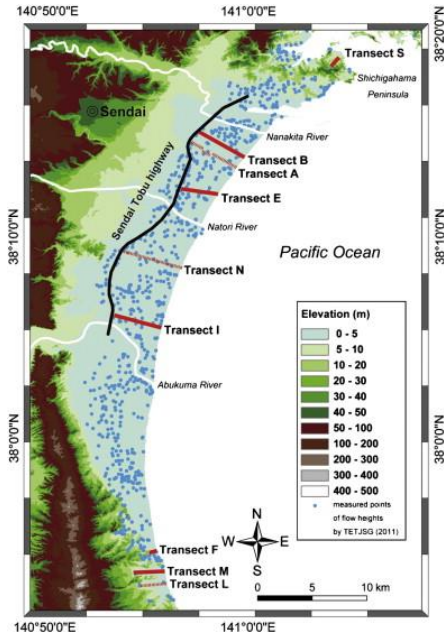 140°50'0"E
141°0'0"E
38°20'0"N
38°20'0"N
Transect S
Shichigahama
Peninsula
Sendai
Nanakita River
Transect B
Transect A
Sendai Tobu highway
Transect E
Natori River
38°10'0"N
38°10'0"N
Pacific Ocean
Transect N
Transect I
Abukuma River
Elevation (m)
0 - 5
5 - 10
10 - 20
20 - 30
30 - 40
40 - 50
50 - 100
100 - 200
200 - 300
300 - 400
400 - 500
measured points
of flow heights
by TETJSG (2011)
38°0'0"N
38°0'0"N
N
W
E
S
Transect F
Transect M
Transect L
0
5
10 km
140°50'0"E
141°0'0"E